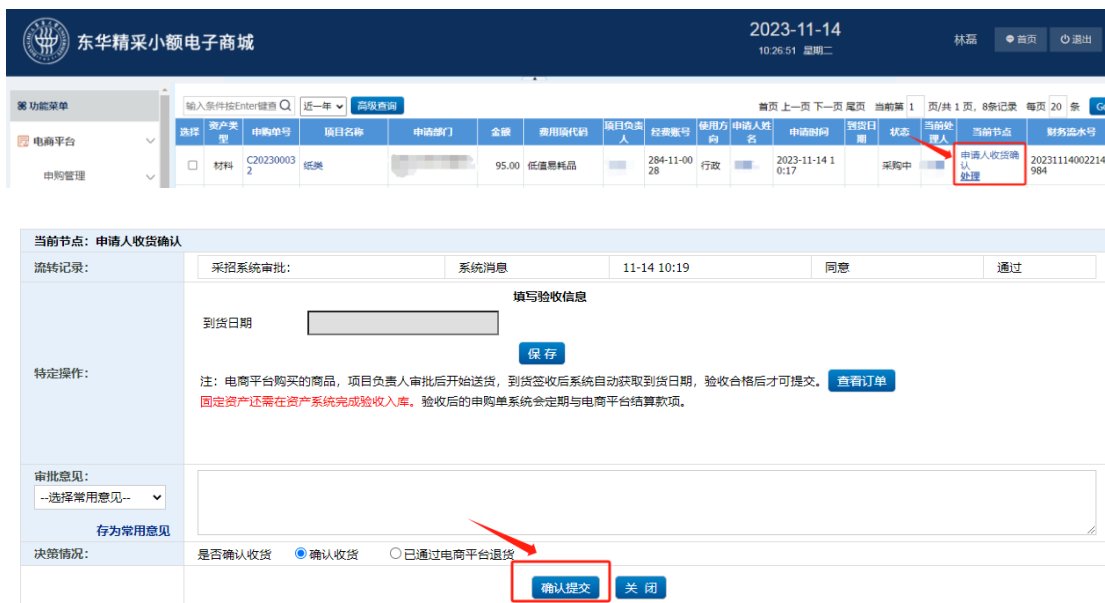 东华精采小额电子商城
2023-11-14
10:26:51 星期二
林磊
首页
退出
功能菜单
输入条件按Enter键查
近一年
高级查询
首页 上一页 下一页 尾页 当前第 1 页/共 1 页，8条记录 每页 20 条
电商平台
选择 资产类型 申购单号 项目名称 申请部门 金额 费用项代码 项目负责人 经费账号 使用方向 申请人姓名 申请时间 到货日期 状态 当前处理人 当前节点 财务流水号
申购管理
材料 C20230003 纸类 95.00 低值易耗品 284-11-00 行政 2023-11-14 1 采购中 申请人收货确 20231114002214
2 28 0:17 认 984
处理
当前节点：申请人收货确认
流转记录： 采招系统审批： 系统消息 11-14 10:19 同意 通过
填写验收信息
到货日期
保 存
特定操作：
注：电商平台购买的商品，项目负责人审批后开始送货，到货签收后系统自动获取到货日期，验收合格后才可提交。 查看订单
固定资产还需在资产系统完成验收入库。验收后的申购单系统会定期与电商平台结算款项。
审批意见：
--选择常用意见--
存为常用意见
决策情况： 是否确认收货 确认收货 已通过电商平台退货
确认提交 关 闭